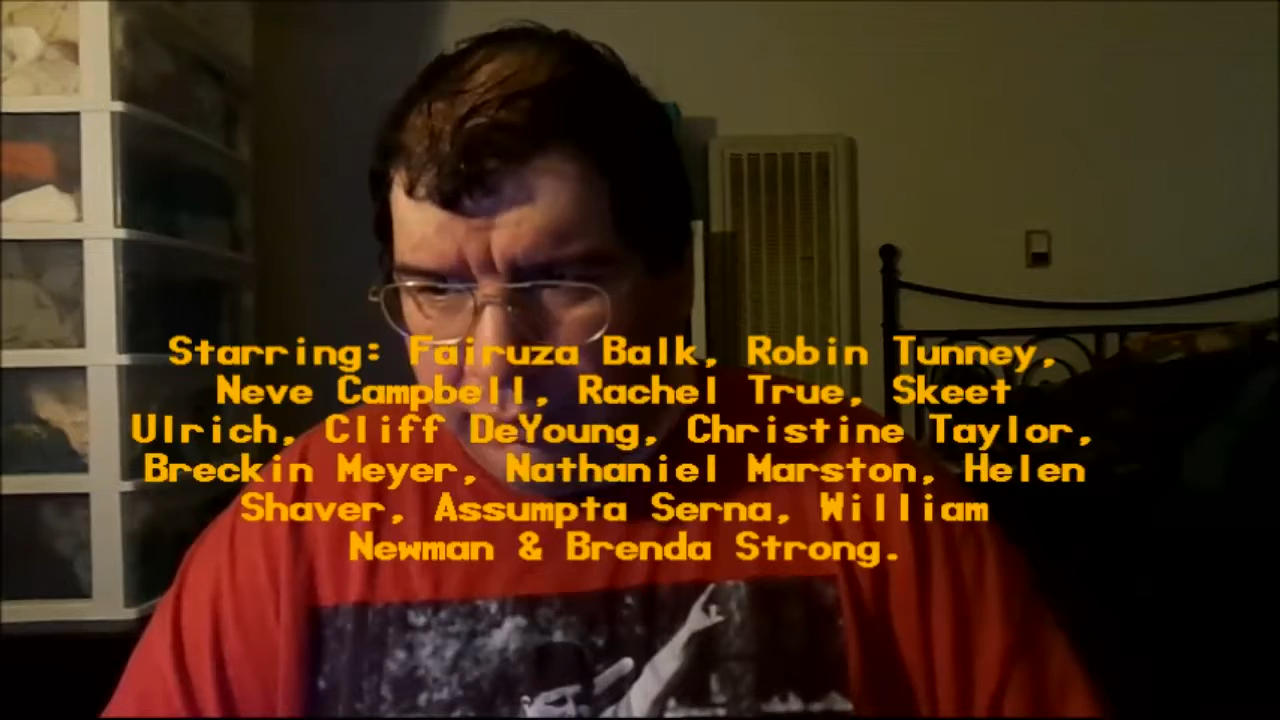 Starring: Fairuza Balk, Robin Tunney,
Neve Campbell, Rachel True, Skeet
Ulrich, Cliff DeYoung, Christine Taylor,
Breckin Meyer, Nathaniel Marston, Helen
Shaver, Assumpta Serna, William
Newman & Brenda Strong.